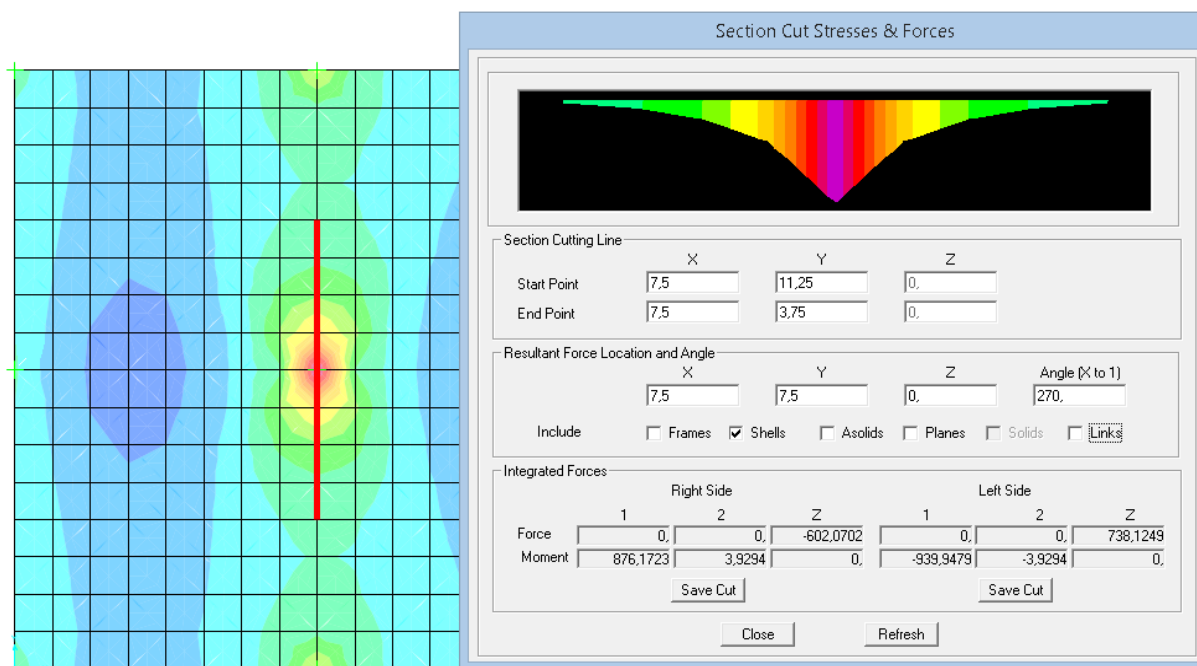 Section Cut Stresses & Forces
Section Cutting Line
X Y Z
Start Point 7,5 11,25 0,
End Point 7,5 3,75 0,
Resultant Force Location and Angle
X Y Z Angle (X to 1)
7,5 7,5 0, 270,
Include Frames Shells Asolids Planes Solids Links
Integrated Forces
Right Side Left Side
1 2 Z 1 2 Z
Force 0, 0, -602,0702 0, 0, 738,1249
Moment 876,1723 3,9294 0, -939,9479 -3,9294 0,
Save Cut Save Cut
Close Refresh